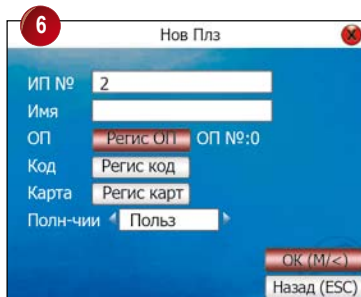 6
Нов Плз
ИП № 2
Имя
ОП Регис ОП ОП №:0
Код Регис код
Карта Регис карт
Полн-чии Польз
OK (M/<)
Назад (ESC)